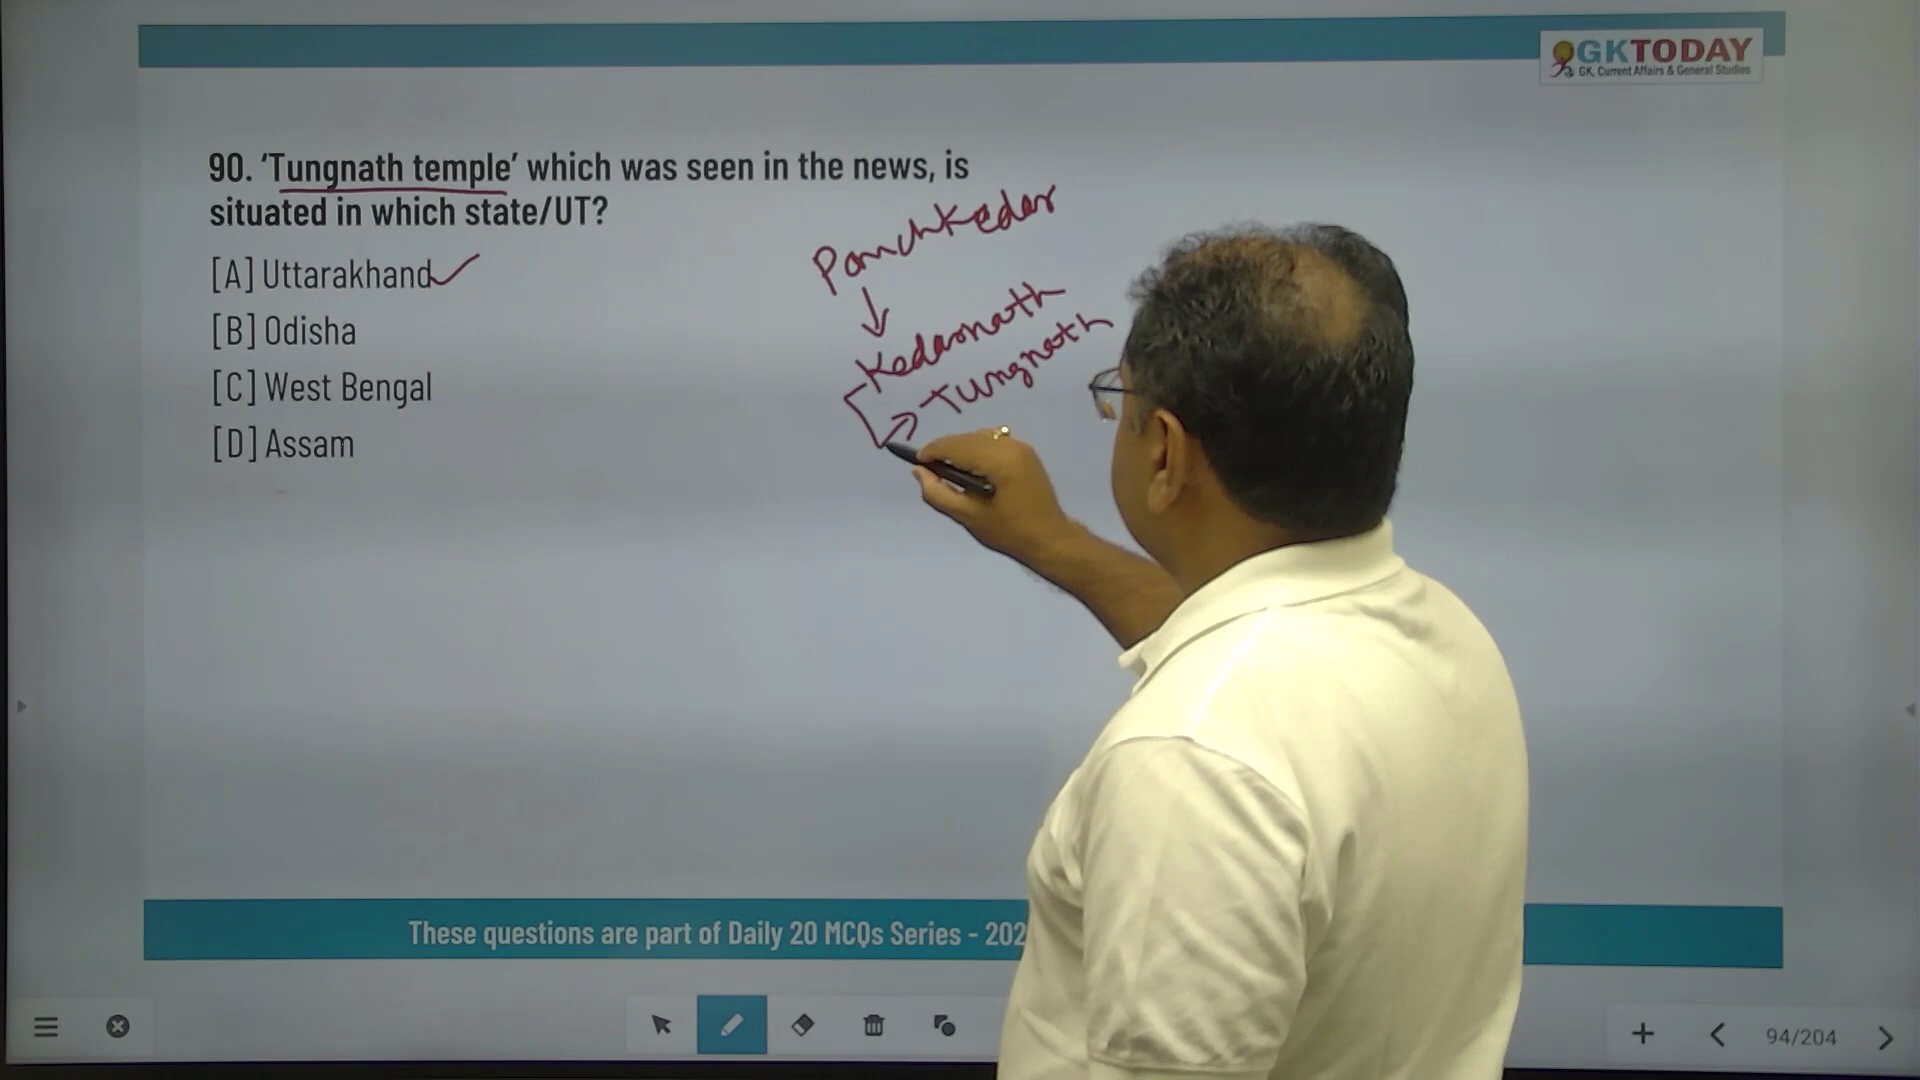 GKTODAY
GK, Current Affairs & General Studies
90. ‘Tungnath temple’ which was seen in the news, is
situated in which state/UT?
[A] Uttarakhand
[B] Odisha
[C] West Bengal
[D] Assam
PanchKedar
Kedarnath
Tungnath
These questions are part of Daily 20 MCQs Series - 202
94/204